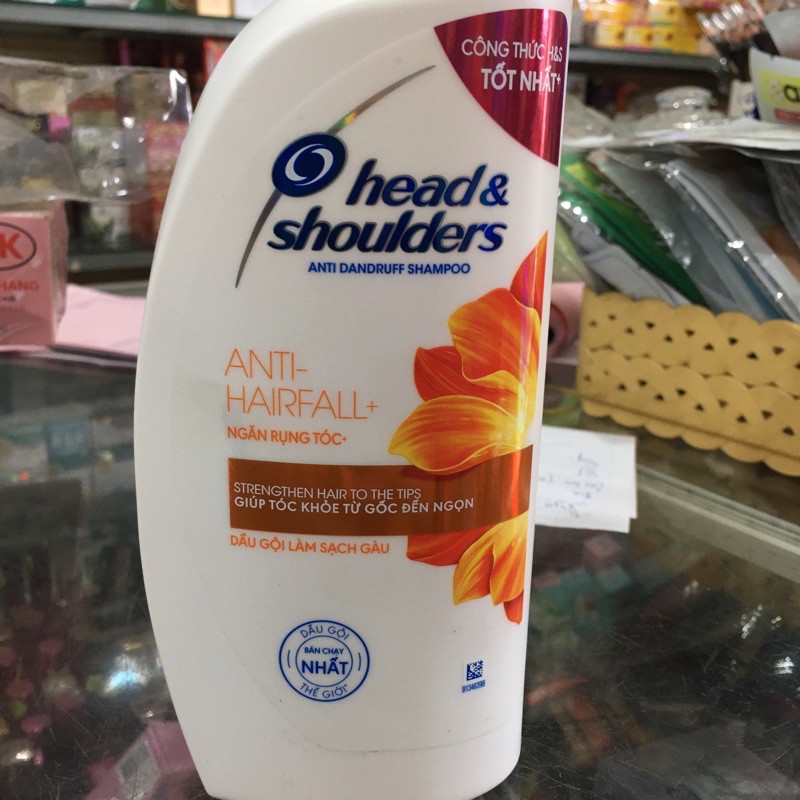 CÔNG THỨC H&S
TỐT NHẤT+
head &
shoulders
ANTI DANDRUFF SHAMPOO
ANTI-
HAIRFALL+
NGĂN RỤNG TÓC+
STRENGTHEN HAIR TO THE TIPS
GIÚP TÓC KHỎE TỪ GỐC ĐẾN NGỌN
DẦU GỘI LÀM SẠCH GÀU
DẦU GỘI
BÁN CHẠY
NHẤT
THẾ GIỚI*
91346396
K
HANG